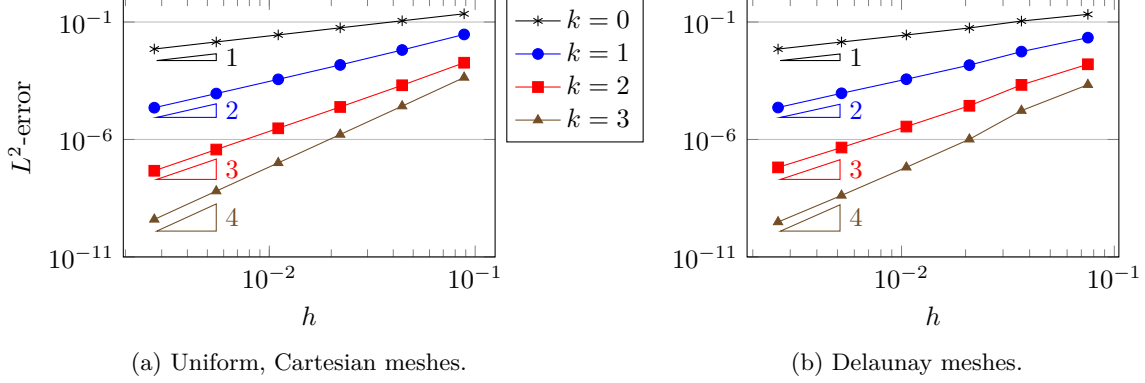 10^{-1}
10^{-6}
10^{-11}
L^2-error
1
2
3
4
10^{-2}
10^{-1}
h
(a) Uniform, Cartesian meshes.
k = 0
k = 1
k = 2
k = 3
10^{-1}
10^{-6}
10^{-11}
1
2
3
4
10^{-2}
10^{-1}
h
(b) Delaunay meshes.